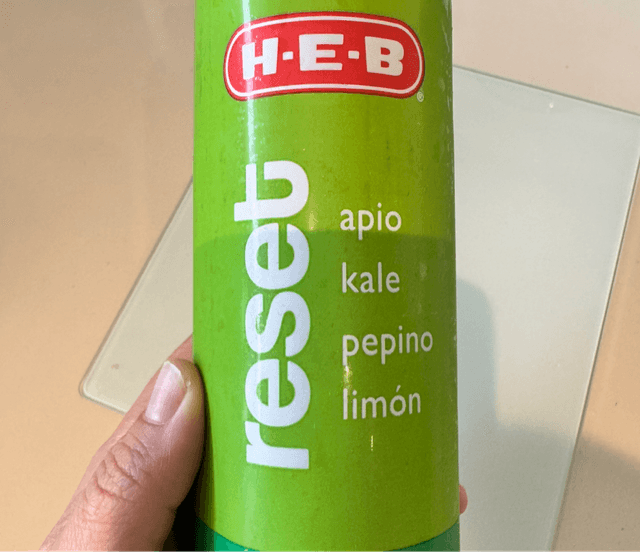 H-E-B
®
reset
apio
kale
pepino
limón